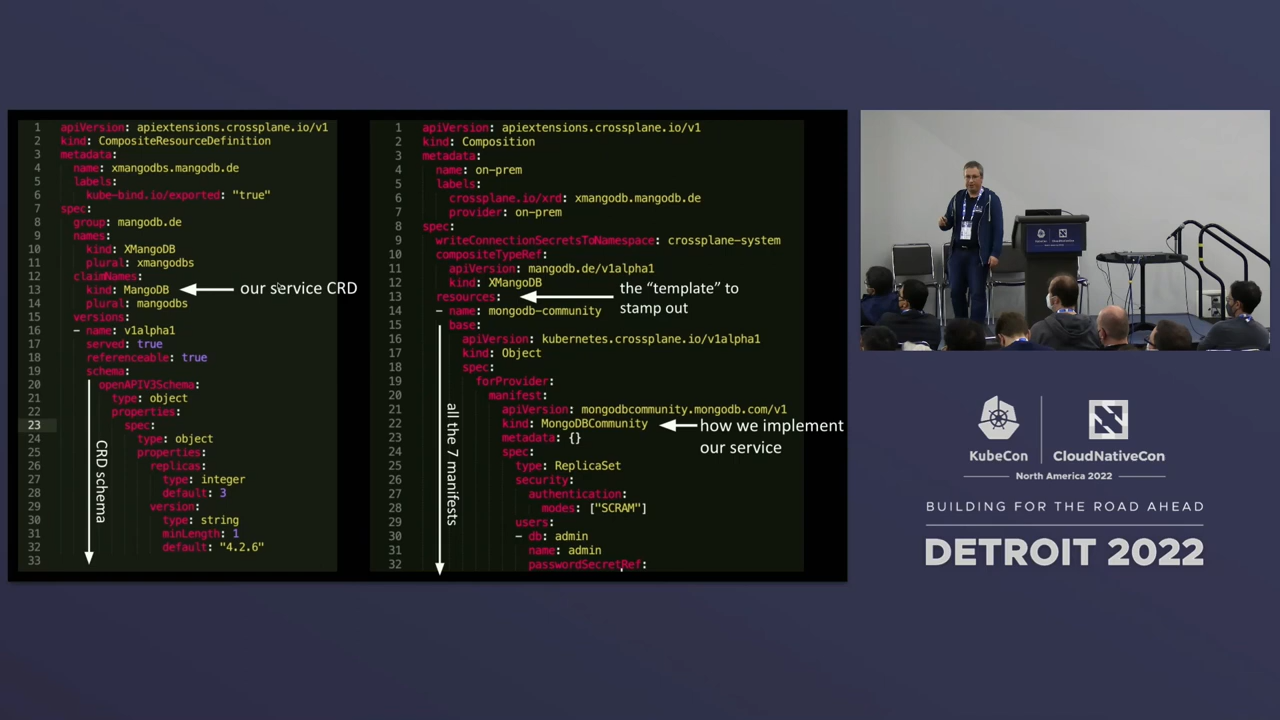 1 apiVersion: apiextensions.crossplane.io/v1
2 kind: CompositeResourceDefinition
3 metadata:
4 name: xmangodbs.mangodb.de
5 labels:
6 kube-bind.io/exported: "true"
7 spec:
8 group: mangodb.de
9 names:
10 kind: XMangoDB
11 plural: xmangodbs
12 claimNames:
13 kind: MangoDB
14 plural: mangodbs
15 versions:
16 - name: v1alpha1
17 served: true
18 referenceable: true
19 schema:
20 openAPIV3Schema:
21 type: object
22 properties:
23 spec:
24 type: object
25 properties:
26 replicas:
27 type: integer
28 default: 3
29 version:
30 type: string
31 minLength: 1
32 default: "4.2.6"
33
our service CRD
CRD schema
1 apiVersion: apiextensions.crossplane.io/v1
2 kind: Composition
3 metadata:
4 name: on-prem
5 labels:
6 crossplane.io/xrd: xmangodb.mangodb.de
7 provider: on-prem
8 spec:
9 writeConnectionSecretsToNamespace: crossplane-system
10 compositeTypeRef:
11 apiVersion: mangodb.de/v1alpha1
12 kind: XMangoDB
13 resources:
14 - name: mongodb-community
15 base:
16 apiVersion: kubernetes.crossplane.io/v1alpha1
17 kind: Object
18 spec:
19 forProvider:
20 manifest:
21 apiVersion: mongodbcommunity.mongodb.com/v1
22 kind: MongoDBCommunity
23 metadata: {}
24 spec:
25 type: ReplicaSet
26 security:
27 authentication:
28 modes: ["SCRAM"]
29 users:
30 - db: admin
31 name: admin
32 passwordSecretRef:
the "template" to
stamp out
how we implement
our service
all the 7 manifests
KubeCon
CloudNativeCon
North America 2022
BUILDING FOR THE ROAD AHEAD
DETROIT 2022